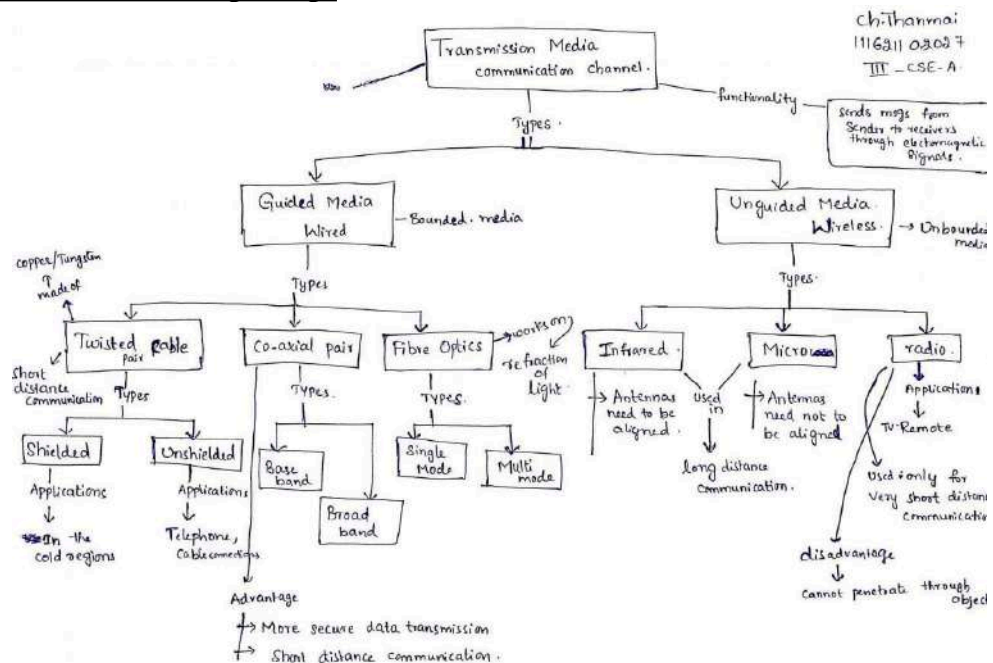 Ch.Thanmai
111621102027
III - CSE-A.
Transmission Media
communication channel.
functionality
sends msgs from
Sender to receivers
through electromagnetic
Signals.
Types.
Guided Media
Wired
Bounded media
Unguided Media.
Wireless.
Unbounded
media
Types
Types.
copper/Tungsten
made of
Twisted
pair
cable
Co-axial pair
Fibre Optics
works on
refraction
of
light
Infrared.
radio.
Short
distance
communication
Types
Types.
Types.
Antennas
need to be
aligned.
Used
in
Antennas
need not to
be aligned
Applications
TV-Remote
Shielded
Unshielded
Base
band
Broad
band
Single
Mode
Multi
mode
long distance
communication.
Used only for
very short distance
communication
Applications
Applications
In the
cold regions
Telephone,
Cable connections
disadvantage
cannot penetrate through
object
Advantage
More secure data transmission
Short distance communication.